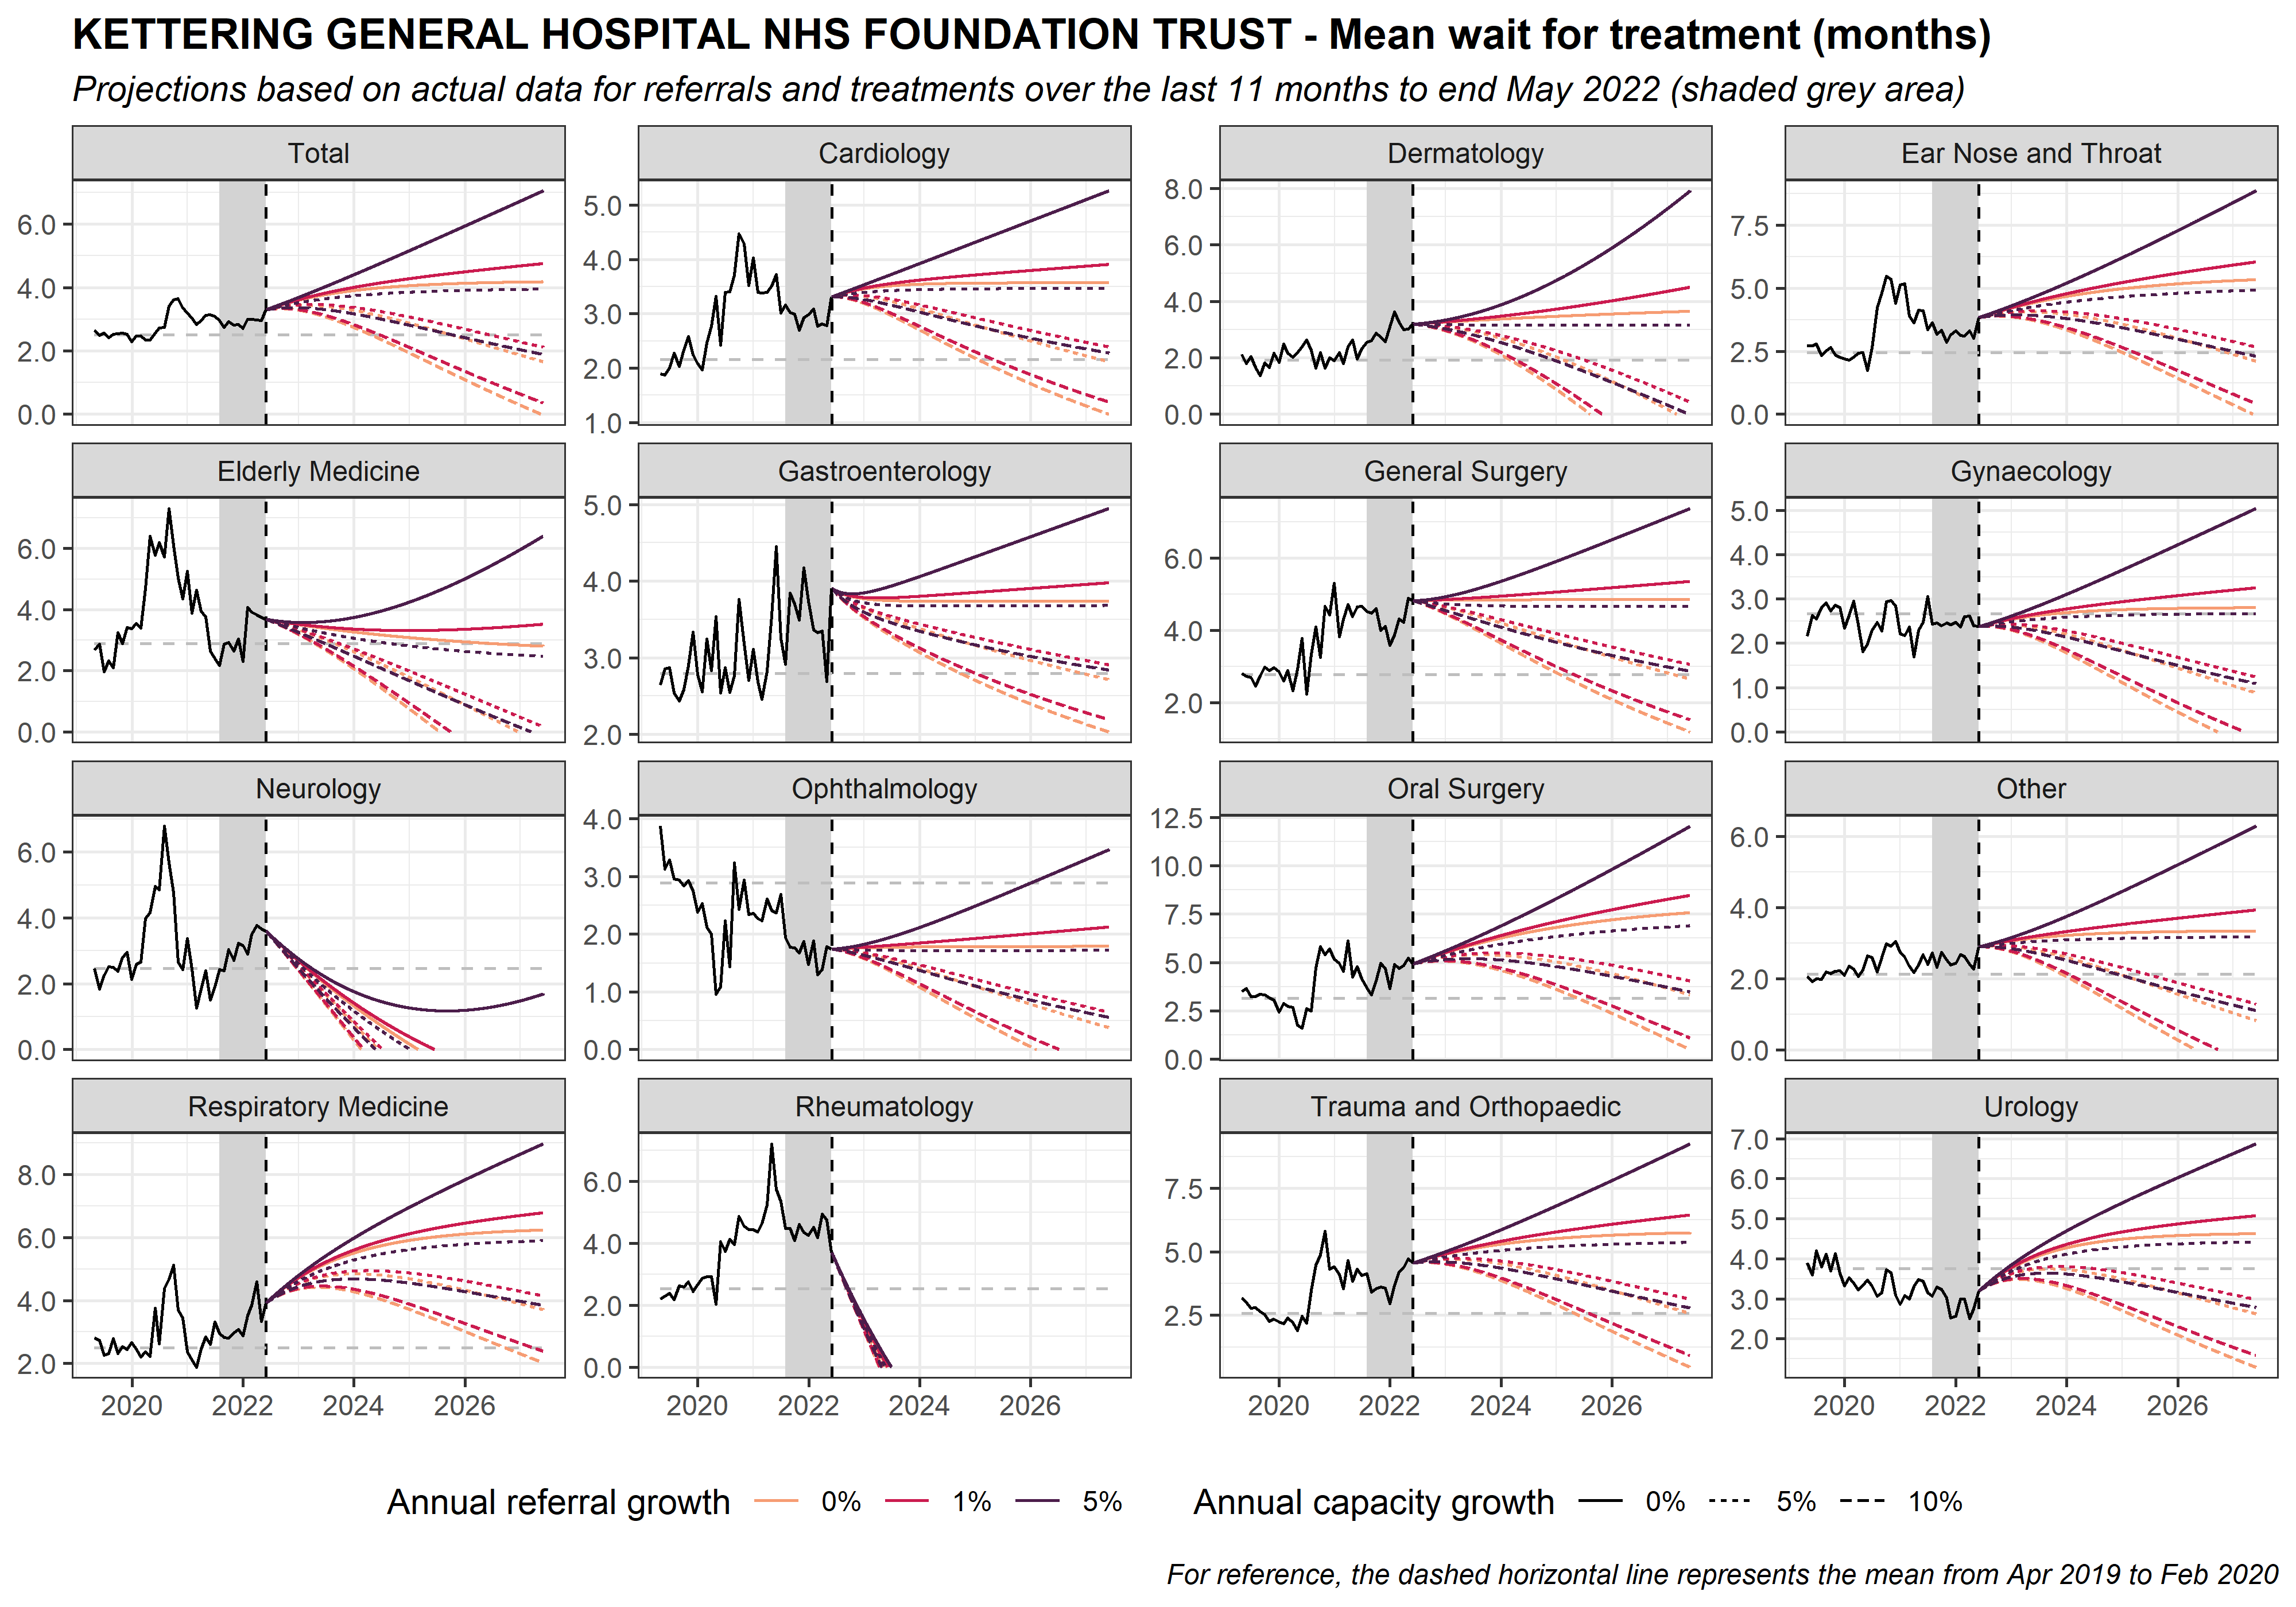 KETTERING GENERAL HOSPITAL NHS FOUNDATION TRUST - Mean wait for treatment (months)
Projections based on actual data for referrals and treatments over the last 11 months to end May 2022 (shaded grey area)
Total
6.0
4.0
2.0
0.0
Cardiology
5.0
4.0
3.0
2.0
1.0
Dermatology
8.0
6.0
4.0
2.0
0.0
Ear Nose and Throat
7.5
5.0
2.5
0.0
Elderly Medicine
6.0
4.0
2.0
0.0
Gastroenterology
5.0
4.0
3.0
2.0
General Surgery
6.0
4.0
2.0
Gynaecology
5.0
4.0
3.0
2.0
1.0
0.0
Neurology
6.0
4.0
2.0
0.0
Ophthalmology
4.0
3.0
2.0
1.0
0.0
Oral Surgery
12.5
10.0
7.5
5.0
2.5
0.0
Other
6.0
4.0
2.0
0.0
Respiratory Medicine
8.0
6.0
4.0
2.0
2020 2022 2024 2026
Rheumatology
6.0
4.0
2.0
0.0
2020 2022 2024 2026
Trauma and Orthopaedic
7.5
5.0
2.5
2020 2022 2024 2026
Urology
7.0
6.0
5.0
4.0
3.0
2.0
2020 2022 2024 2026
Annual referral growth 0% 1% 5%
Annual capacity growth 0% 5% 10%
For reference, the dashed horizontal line represents the mean from Apr 2019 to Feb 2020